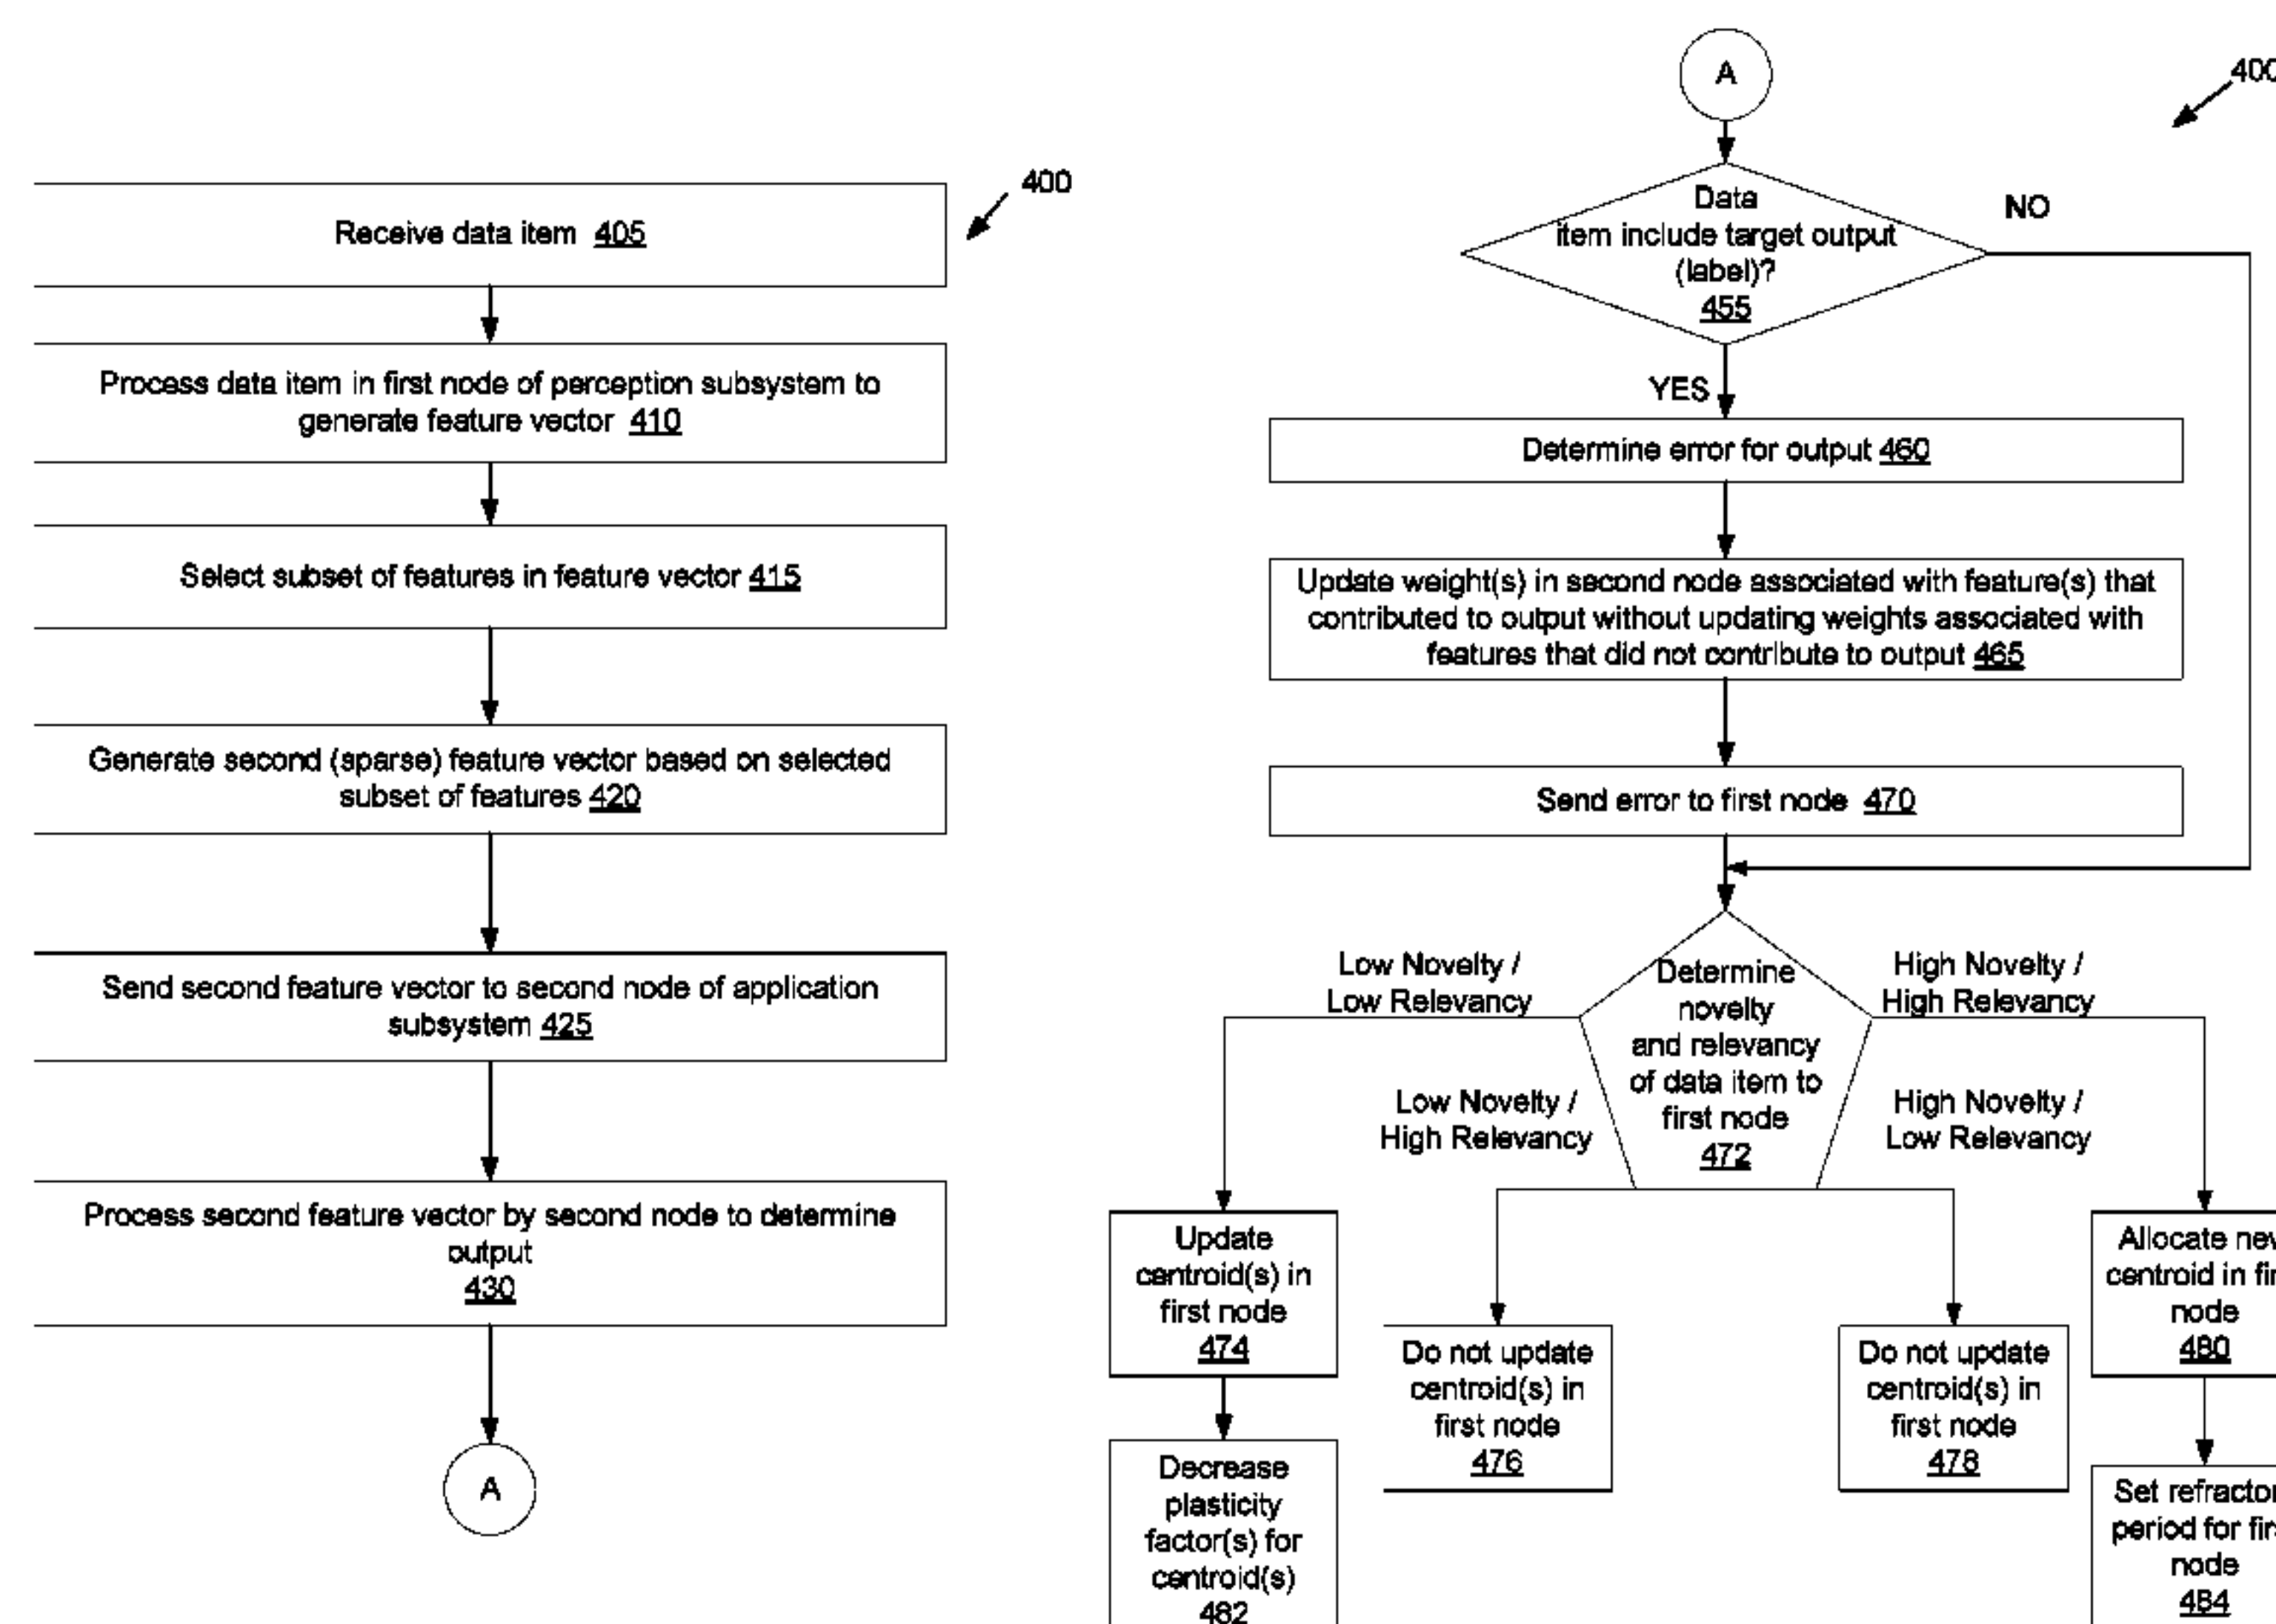 400
Receive data item 405
Process data item in first node of perception subsystem to
generate feature vector 410
Select subset of features in feature vector 415
Generate second (sparse) feature vector based on selected
subset of features 420
Send second feature vector to second node of application
subsystem 425
Process second feature vector by second node to determine
output
430
A
A
400
Data
item include target output
(label)?
455
NO
YES
Determine error for output 460
Update weight(s) in second node associated with feature(s) that
contributed to output without updating weights associated with
features that did not contribute to output 465
Send error to first node 470
Determine
novelty
and relevancy
of data item to
first node
472
Low Novelty /
Low Relevancy
Low Novelty /
High Relevancy
High Novelty /
High Relevancy
High Novelty /
Low Relevancy
Update
centroid(s) in
first node
474
Decrease
plasticity
factor(s) for
centroid(s)
482
Do not update
centroid(s) in
first node
476
Do not update
centroid(s) in
first node
478
Allocate
centroid in
node
480
Set
period for
node
484